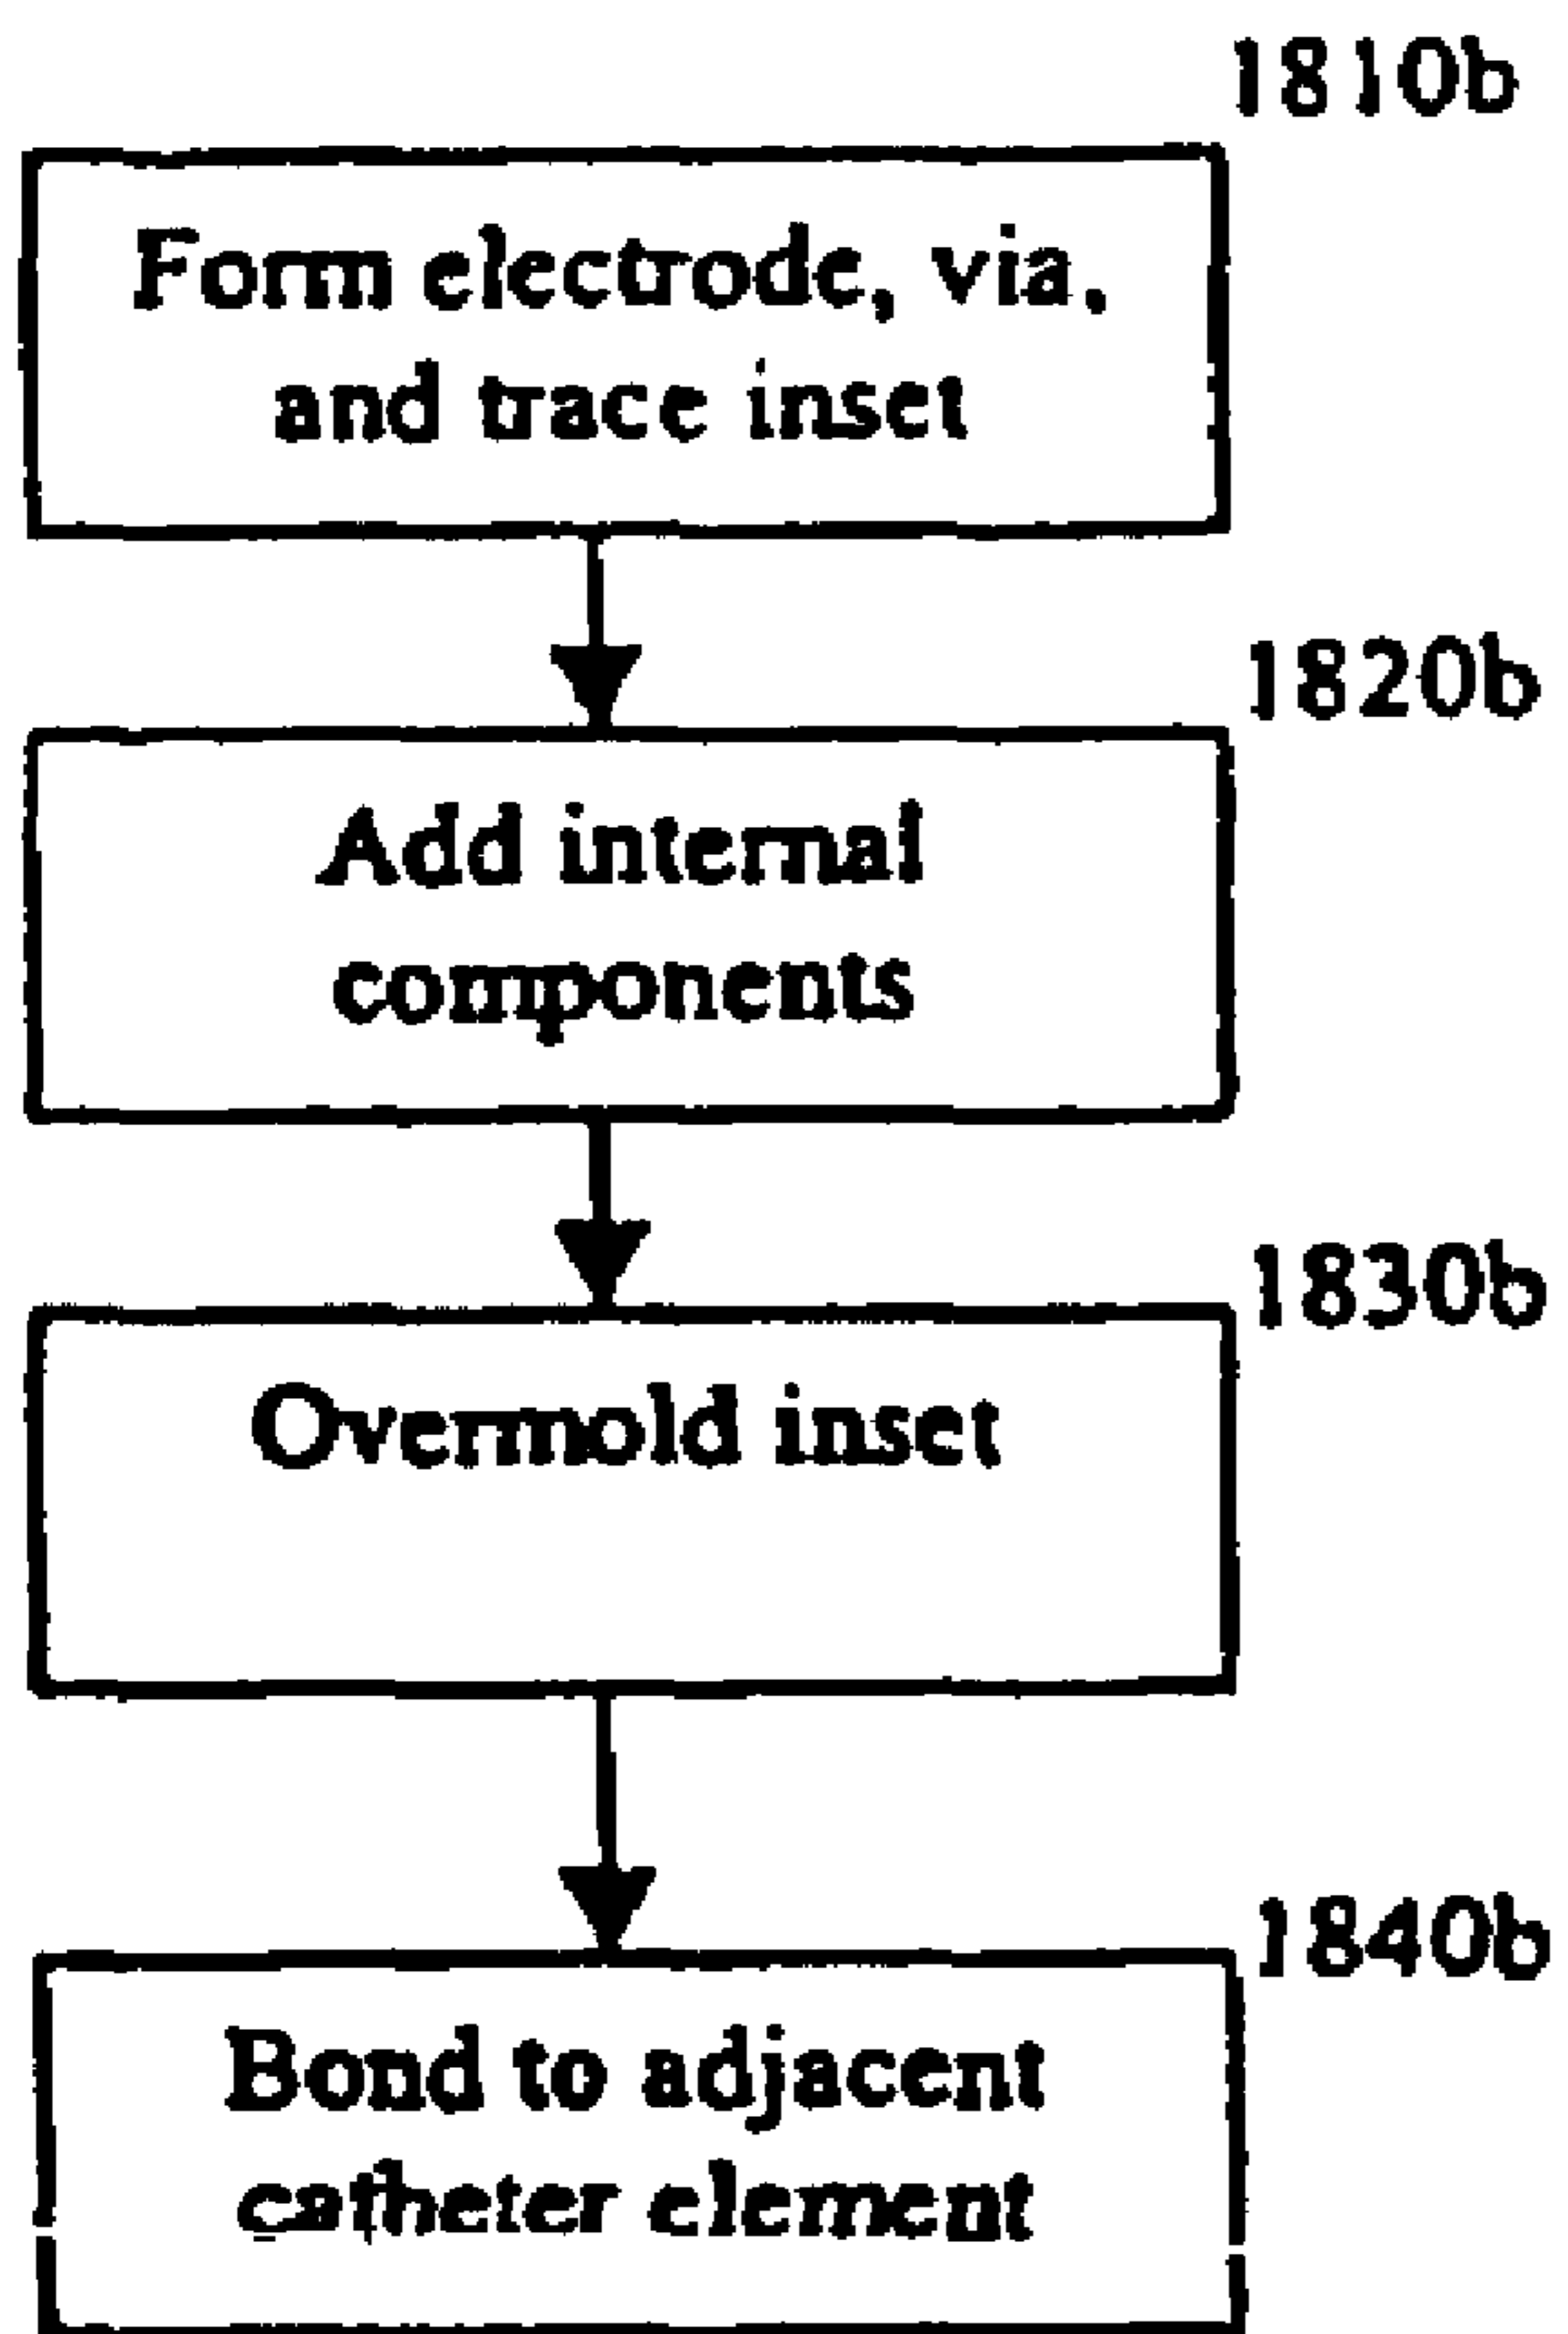 1810b
Form electrode, via,
and trace inset
1820b
Add internal
components
1830b
Overmold inset
1840b
Bond to adjacent
catheter element